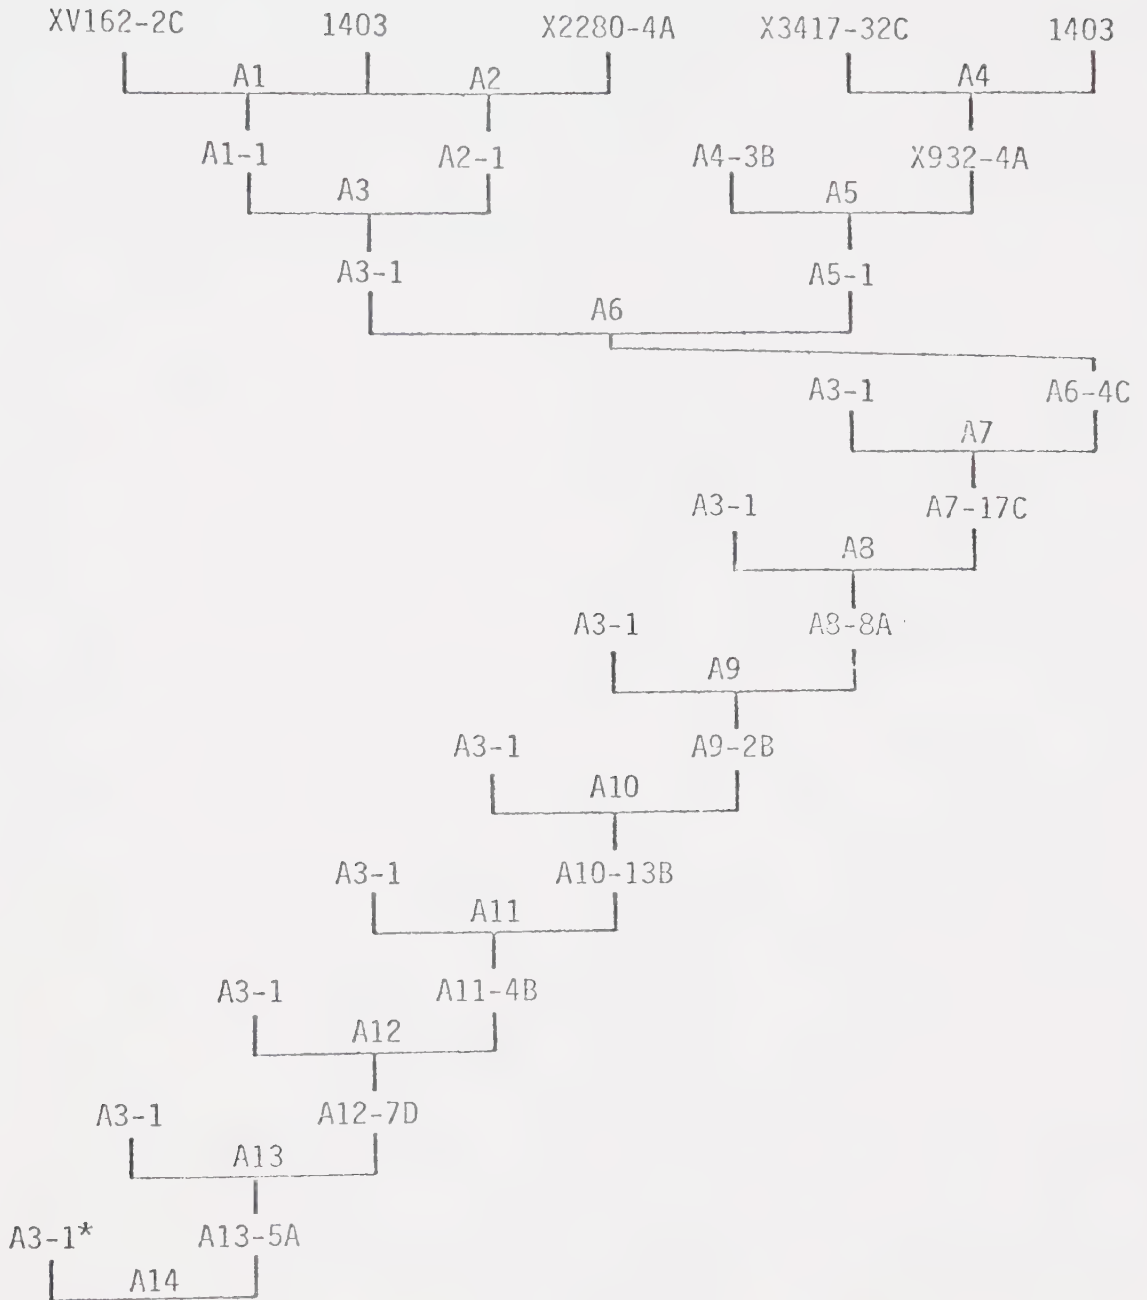 XV162-2C 1403 X2280-4A X3417-32C 1403
A1 A2 A4
A1-1 A2-1 A4-3B X932-4A
A3 A5
A3-1 A5-1
A6
A3-1 A6-4C
A7
A3-1 A7-17C
A8
A3-1 A8-8A
A9
A3-1 A9-2B
A10
A3-1 A10-13B
A11
A3-1 A11-4B
A12
A3-1 A12-7D
A13
A3-1* A13-5A
A14